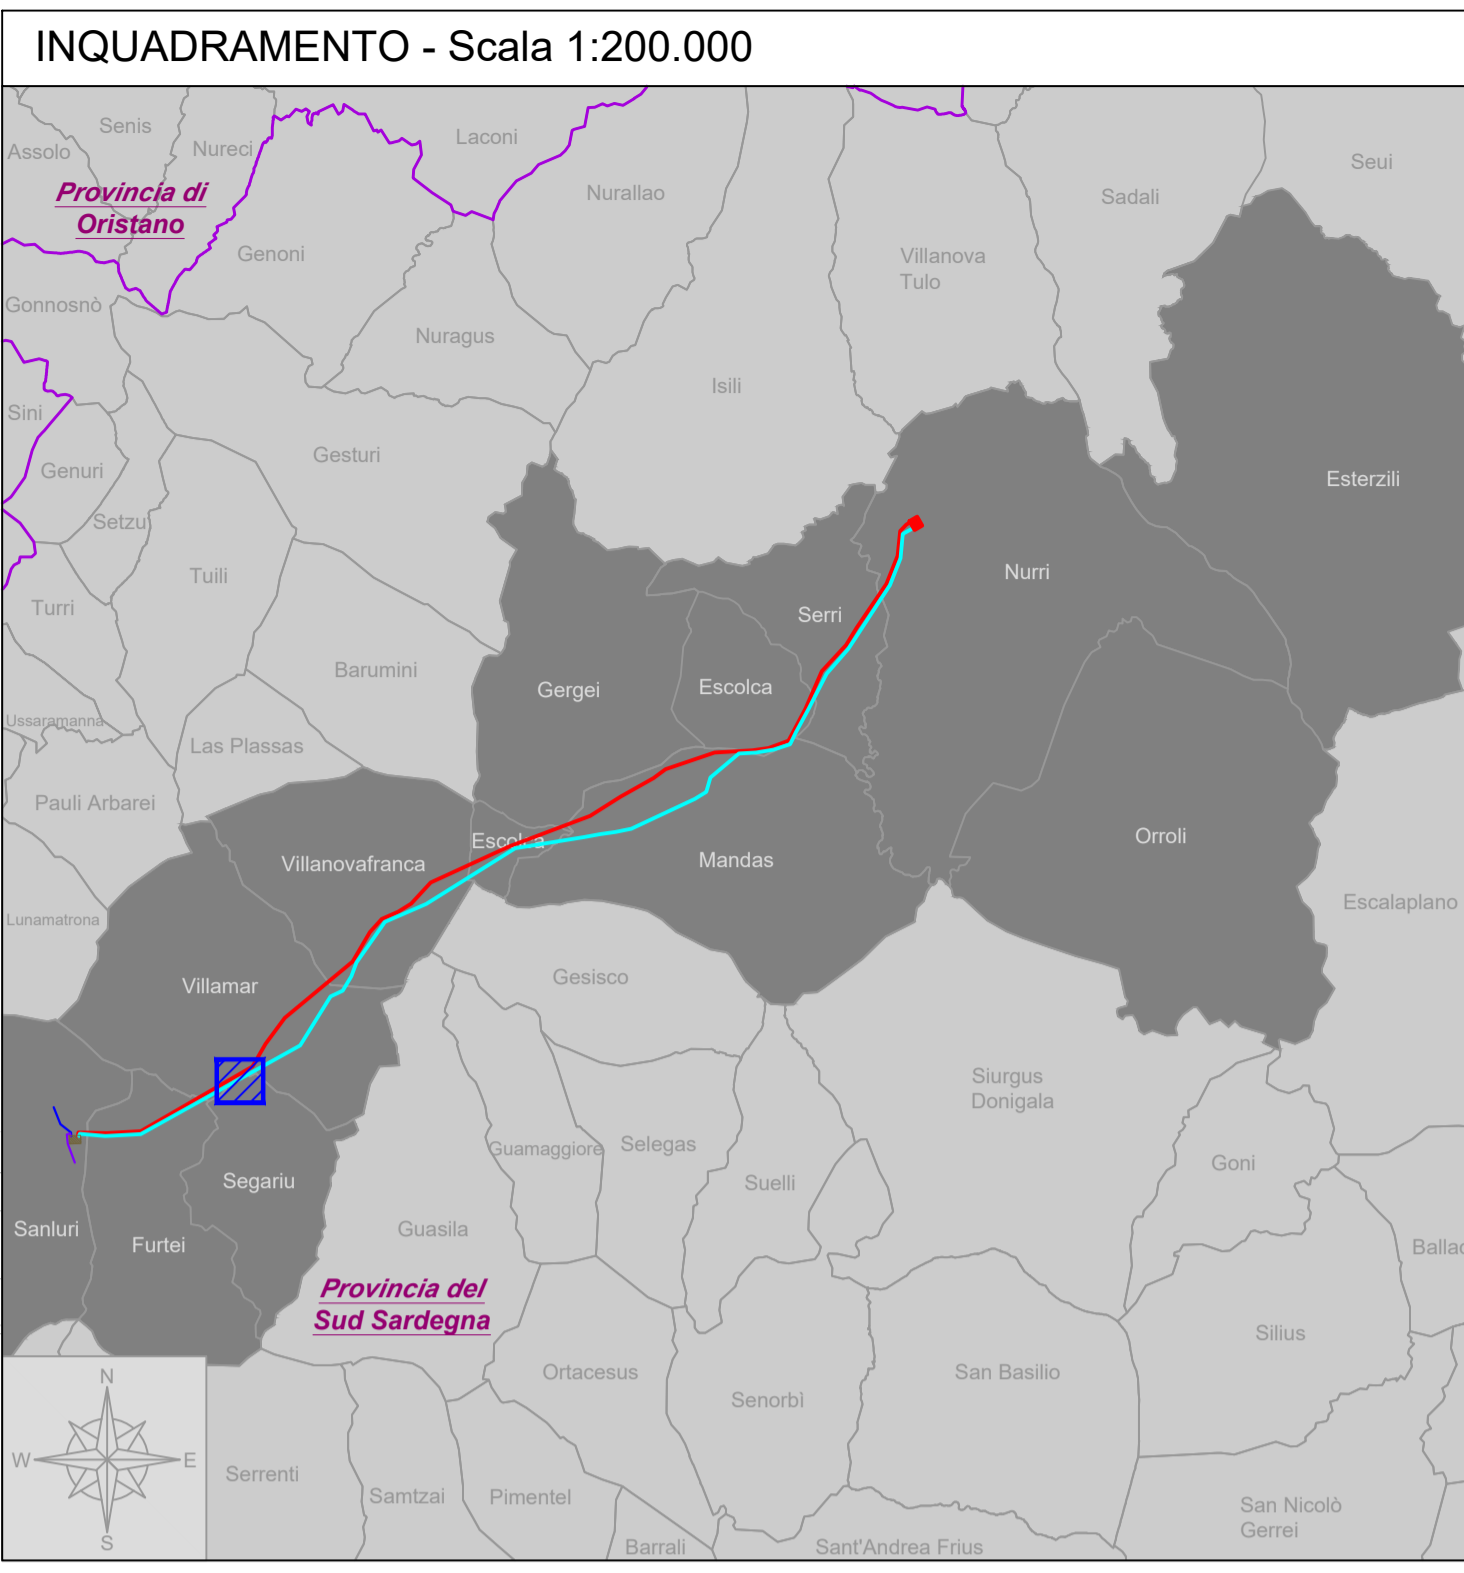 INQUADRAMENTO - Scala 1:200.000
Senis
Laconi
Assolo
Nureci
Seui
Provincia di
Oristano
Nurallao
Sadali
Genoni
Villanova
Tulo
Gonnosnò
Nuragus
Isili
Sini
Gesturi
Genuri
Esterzili
Setzu
Tuili
Nurri
Turri
Serri
Barumini
Gergei
Escolca
Ussaramanna
Las Plassas
Pauli Arbarei
Escolca
Orroli
Villanovafranca
Mandas
Escalaplano
Lunamatrona
Gesisco
Villamar
Siurgus
Donigala
Guamaggiore
Selegas
Goni
Segariu
Suelli
Sanluri
Guasila
Furtei
Ballao
Provincia del
Sud Sardegna
Silius
Ortacesus
San Basilio
N
Senorbì
W
E
Serrenti
Samtzai
Pimentel
San Nicolò
Gerrei
S
Barrali
Sant'Andrea Frius